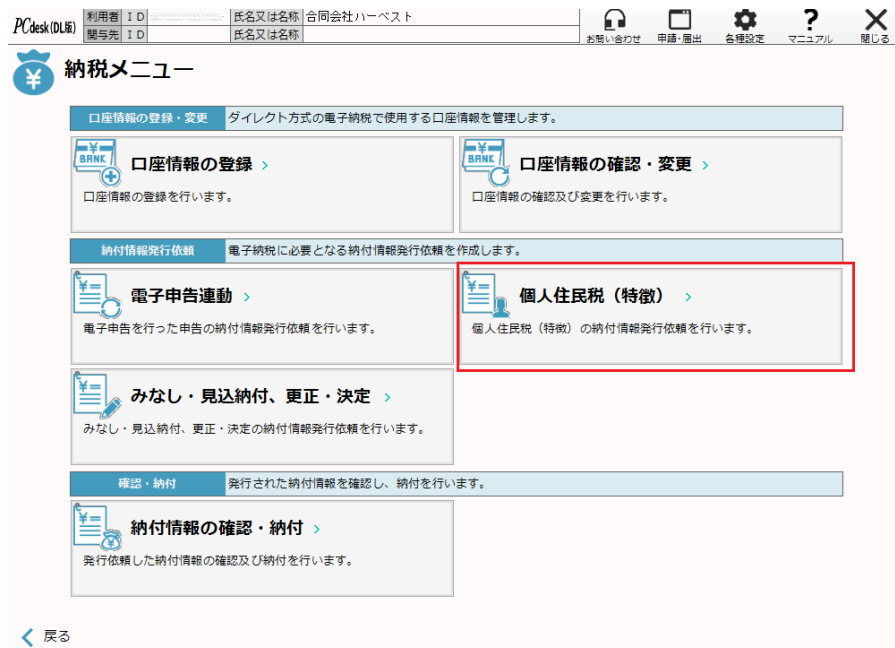 PCdesk(DL版)
利用者 ID 氏名又は名称 合同会社ハーベスト
関与先 ID 氏名又は名称
お問い合わせ 申請・届出 各種設定 マニュアル 閉じる
納税メニュー
口座情報の登録・変更 ダイレクト方式の電子納税で使用する口座情報を管理します。
BANK 口座情報の登録 >
口座情報の登録を行います。
BANK 口座情報の確認・変更 >
口座情報の確認及び変更を行います。
納付情報発行依頼 電子納税に必要となる納付情報発行依頼を作成します。
電子申告連動 >
電子申告を行った申告の納付情報発行依頼を行います。
個人住民税（特徴） >
個人住民税（特徴）の納付情報発行依頼を行います。
みなし・見込納付、更正・決定 >
みなし・見込納付、更正・決定の納付情報発行依頼を行います。
確認・納付 発行された納付情報を確認し、納付を行います。
納付情報の確認・納付 >
発行依頼した納付情報の確認及び納付を行います。
戻る